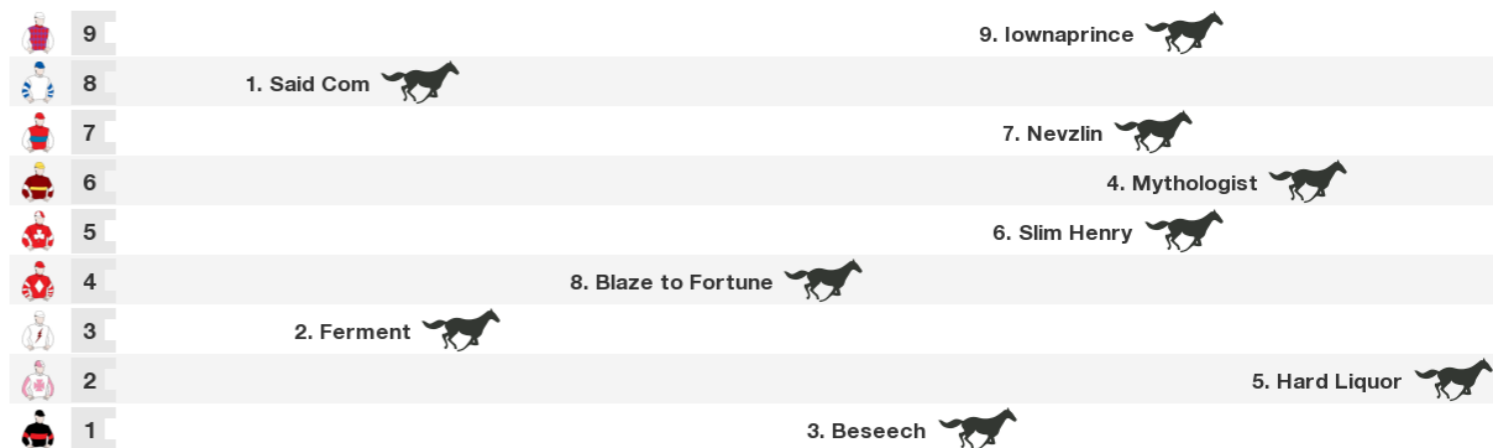 9 9. Iownaprince
8 1. Said Com
7 7. Nevzlin
6 4. Mythologist
5 6. Slim Henry
4 8. Blaze to Fortune
3 2. Ferment
2 5. Hard Liquor
1 3. Beseech